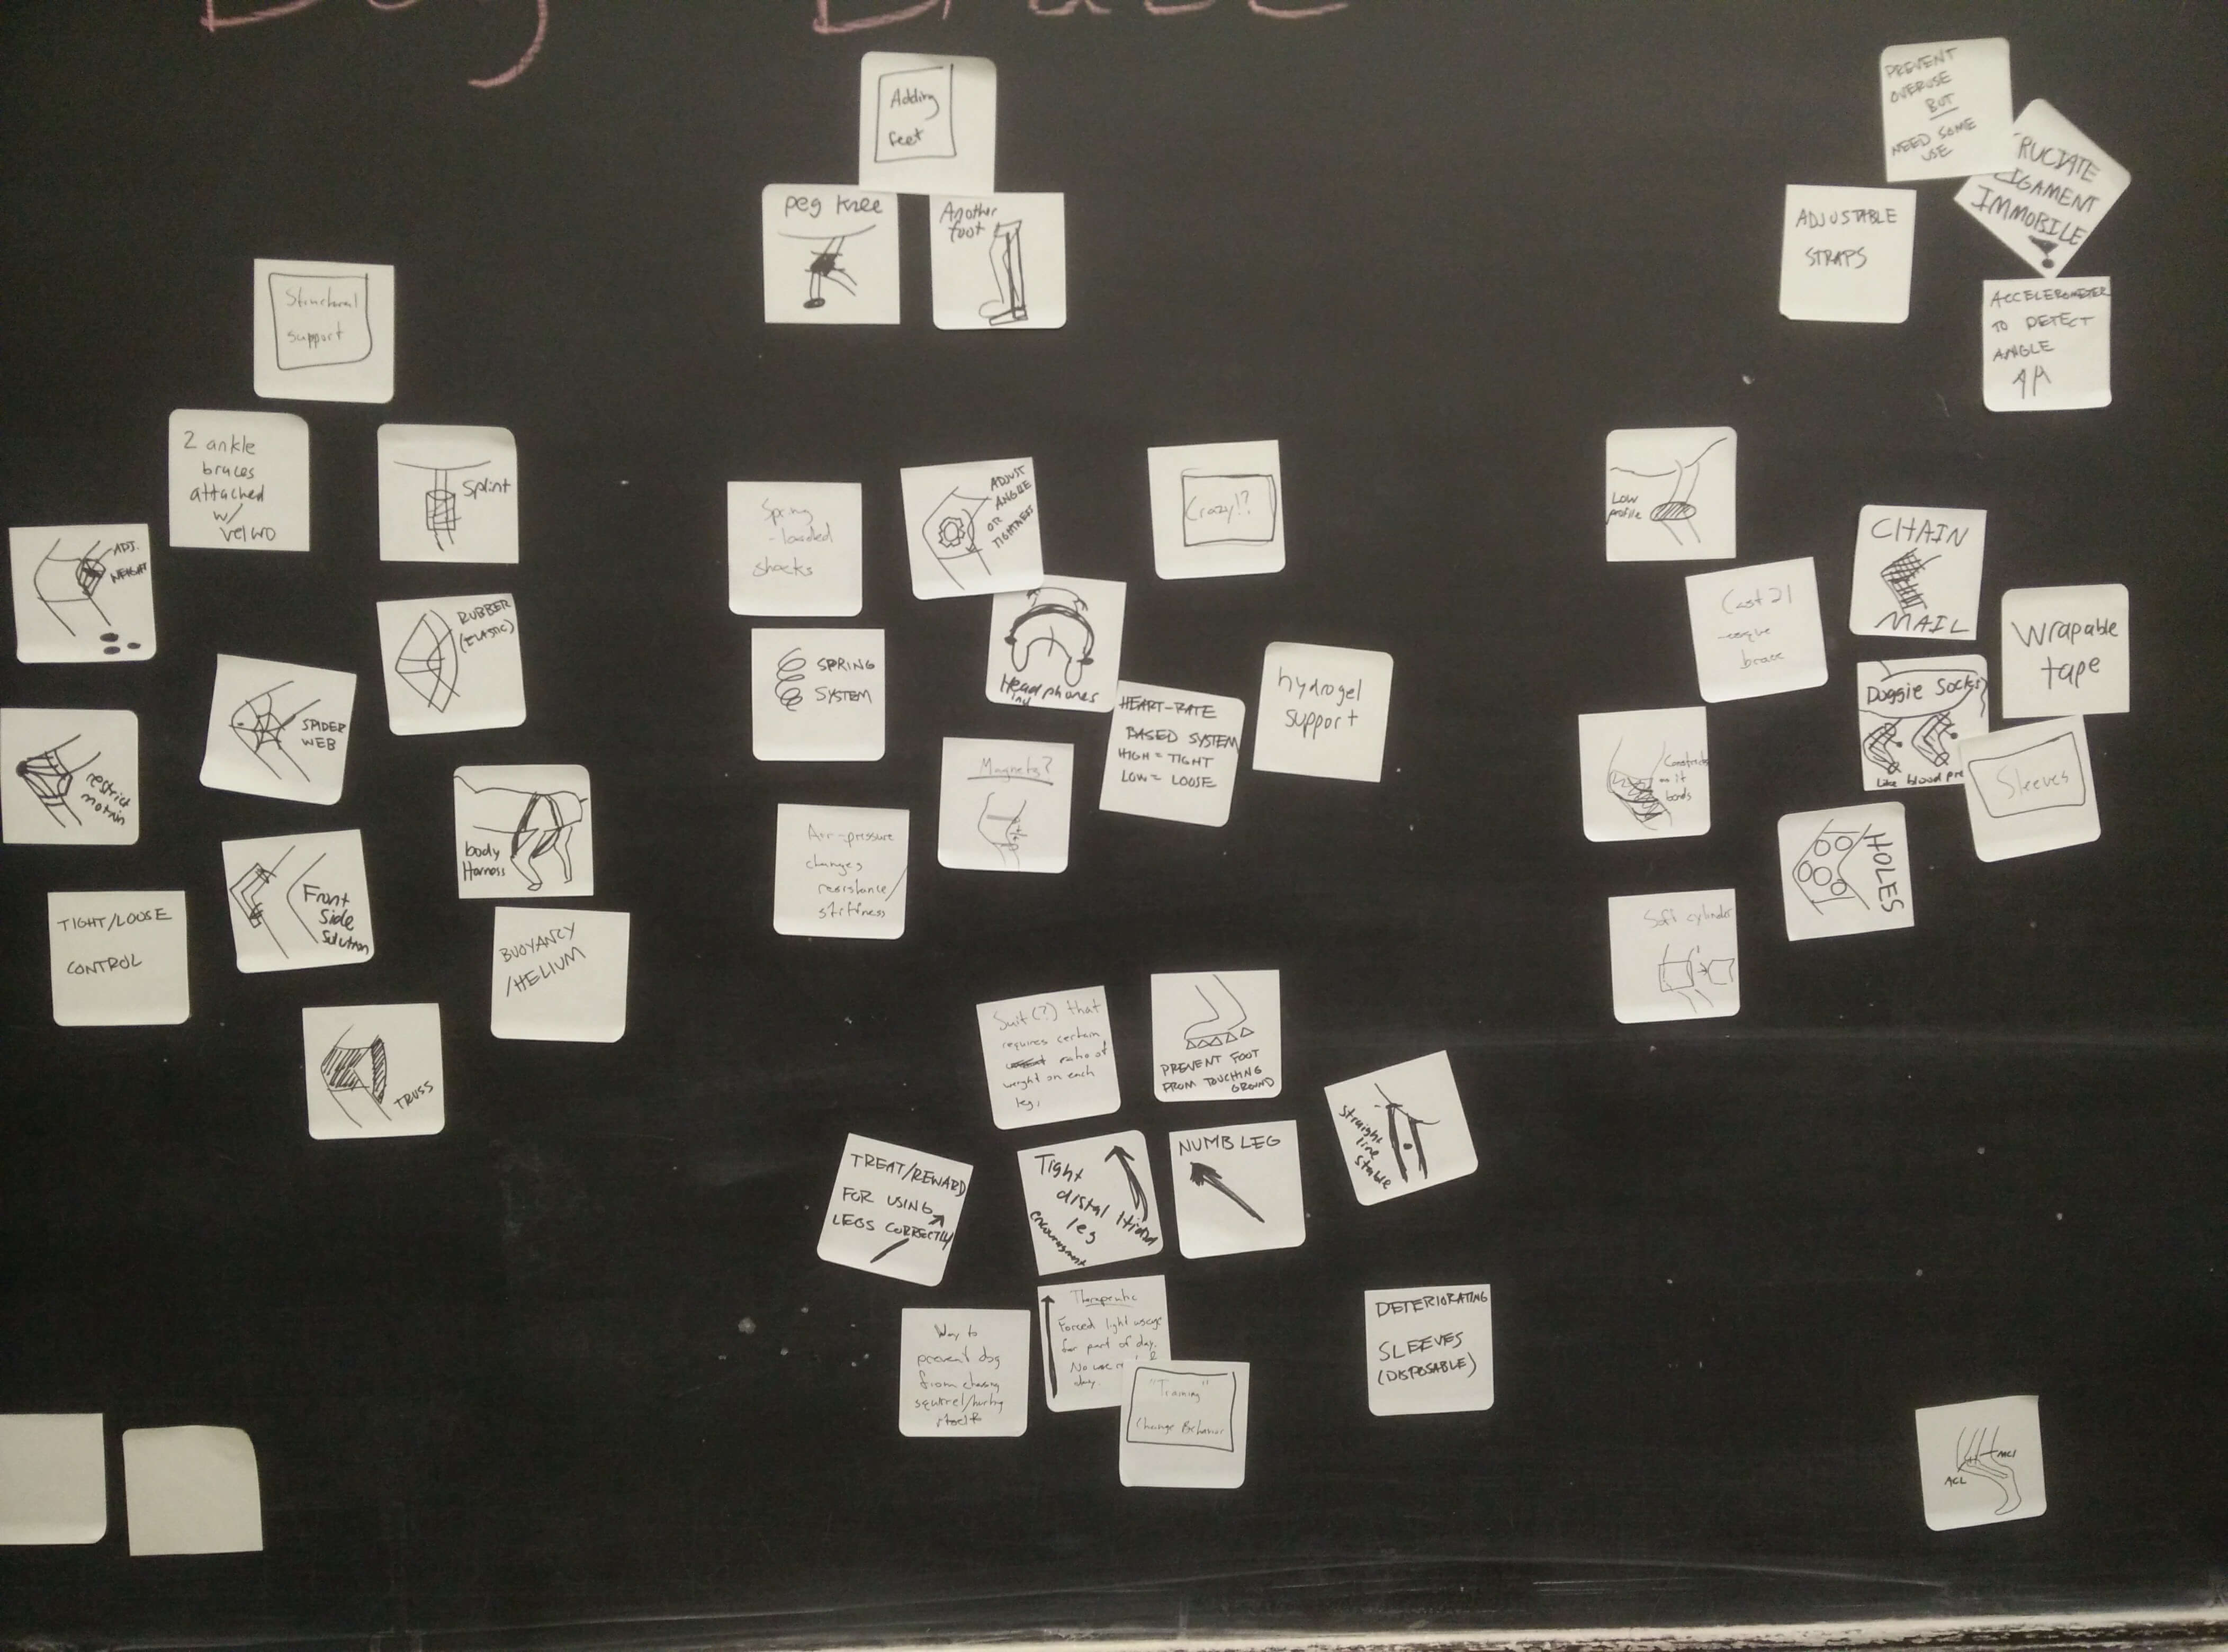 Dog Brace
Adding
feet
peg knee
Another
foot
PREVENT
OVERUSE
BUT
NEED SOME
USE
RUCIATE
LIGAMENT
IMMOBILE
ADJUSTABLE
STRAPS
ACCELEROMETER
TO DETECT
ANGLE
Structural
support
2 ankle
braces
attached
w/
velcro
Splint
ADJ.
RUBBER
(ELASTIC)
SPIDER
WEB
restrict
motion
body
Harness
Front
Side
Solution
TIGHT/LOOSE
CONTROL
BUOYANCY
/HELIUM
TRUSS
Spring
-loaded
shocks
ADJUST
ANGLE
OR
TIGHTNESS
Crazy!?
SPRING
SYSTEM
Headphones
HEART-RATE
BASED SYSTEM
HIGH = TIGHT
LOW = LOOSE
hydrogel
support
Magnets?
Air-pressure
changes
resistance/
stiffness
Low
profile
CHAIN
MAIL
Cast 21
-esque
brace
Wrapable
tape
Doggie Socks
Like blood pre
Sleeves
Constricts
as it
bends
HOLES
Soft cylinder
Suit(?) that
requires certain
ratio of
weight on each
leg.
PREVENT FOOT
FROM TOUCHING
GROUND
straight
line
stable
TREAT/REWARD
FOR USING
LEGS CORRECTLY
Tight
distal
leg
encouragement
NUMB LEG
Way to
prevent dog
from chasing
squirrel/hurting
itself
Therapeutic
Forced light usage
for part of day.
No use
day.
"Training"
Change Behavior
DETERIORATING
SLEEVES
(DISPOSABLE)
MCL
ACL